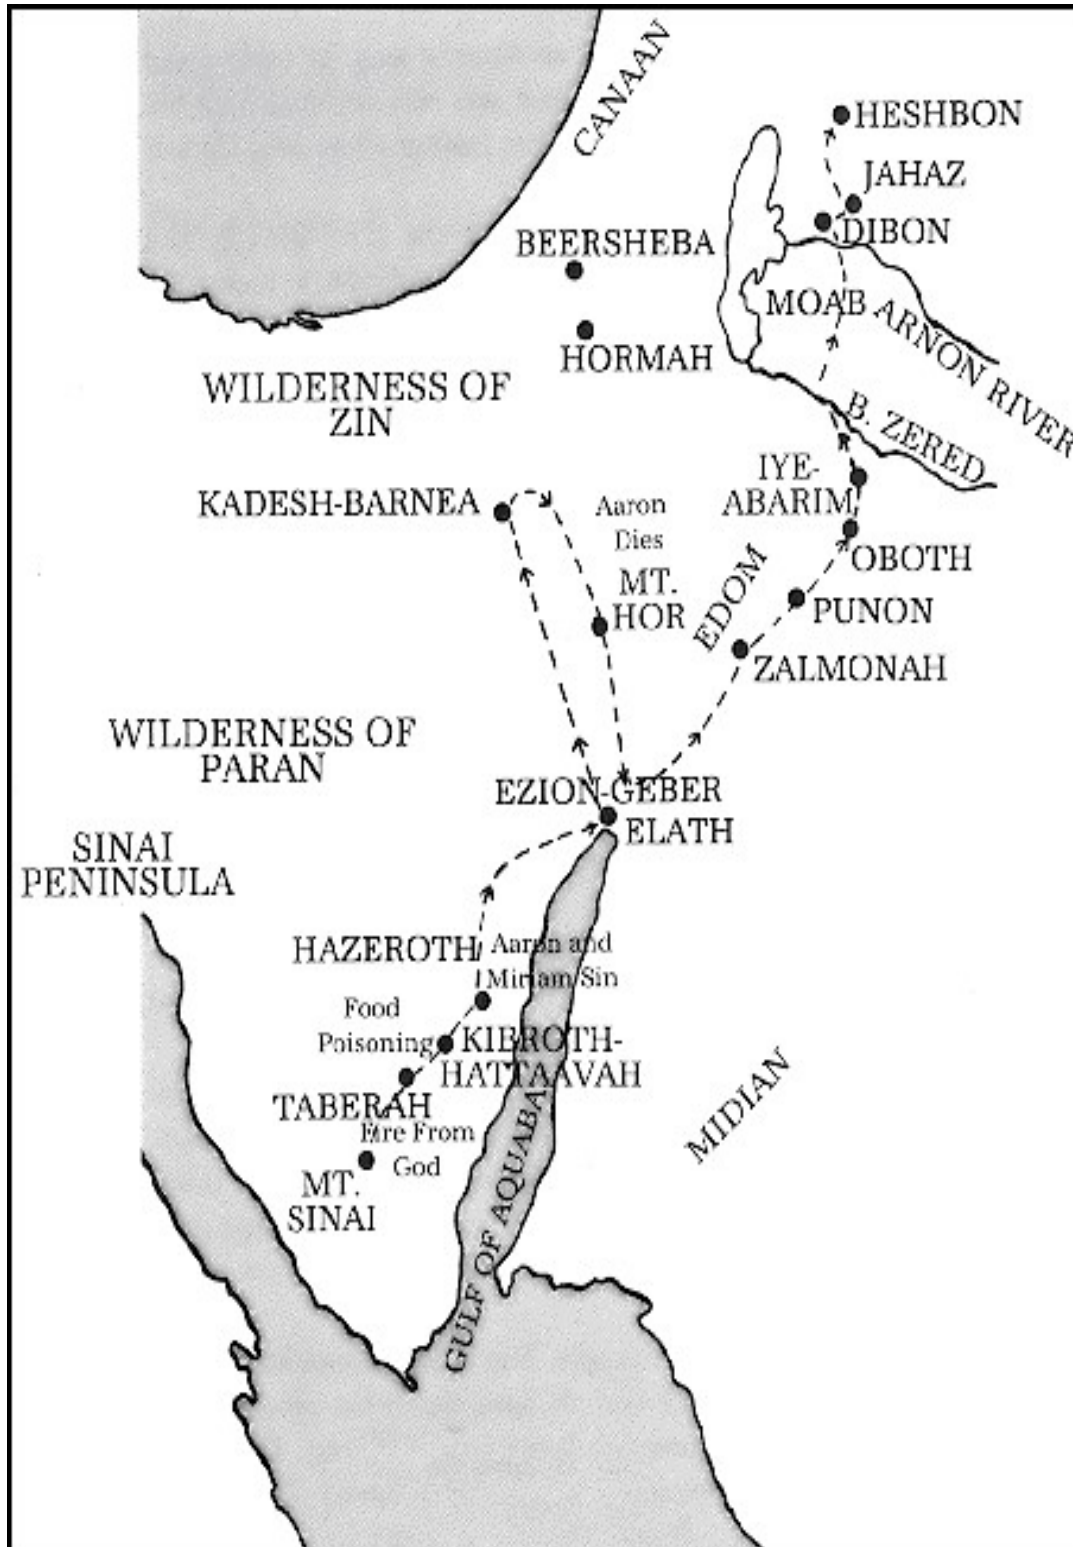 CANAAN
HESHBON
JAHAZ
DIBON
BEERSHEBA
MOAB
ARNON RIVER
HORMAH
WILDERNESS OF
ZIN
B. ZERED
IYE-
ABARIM
KADESH-BARNEA
Aaron
Dies
MT.
HOR
EDOM
OBOTH
PUNON
ZALMONAH
WILDERNESS OF
PARAN
EZION-GEBER
ELATH
SINAI
PENINSULA
HAZEROTH
Aaron and
Miriam Sin
Food
Poisoning
KIBROTH-
HATTAAVAH
TABERAH
Fire From
God
MT.
SINAI
GULF OF AQUABA
MIDIAN